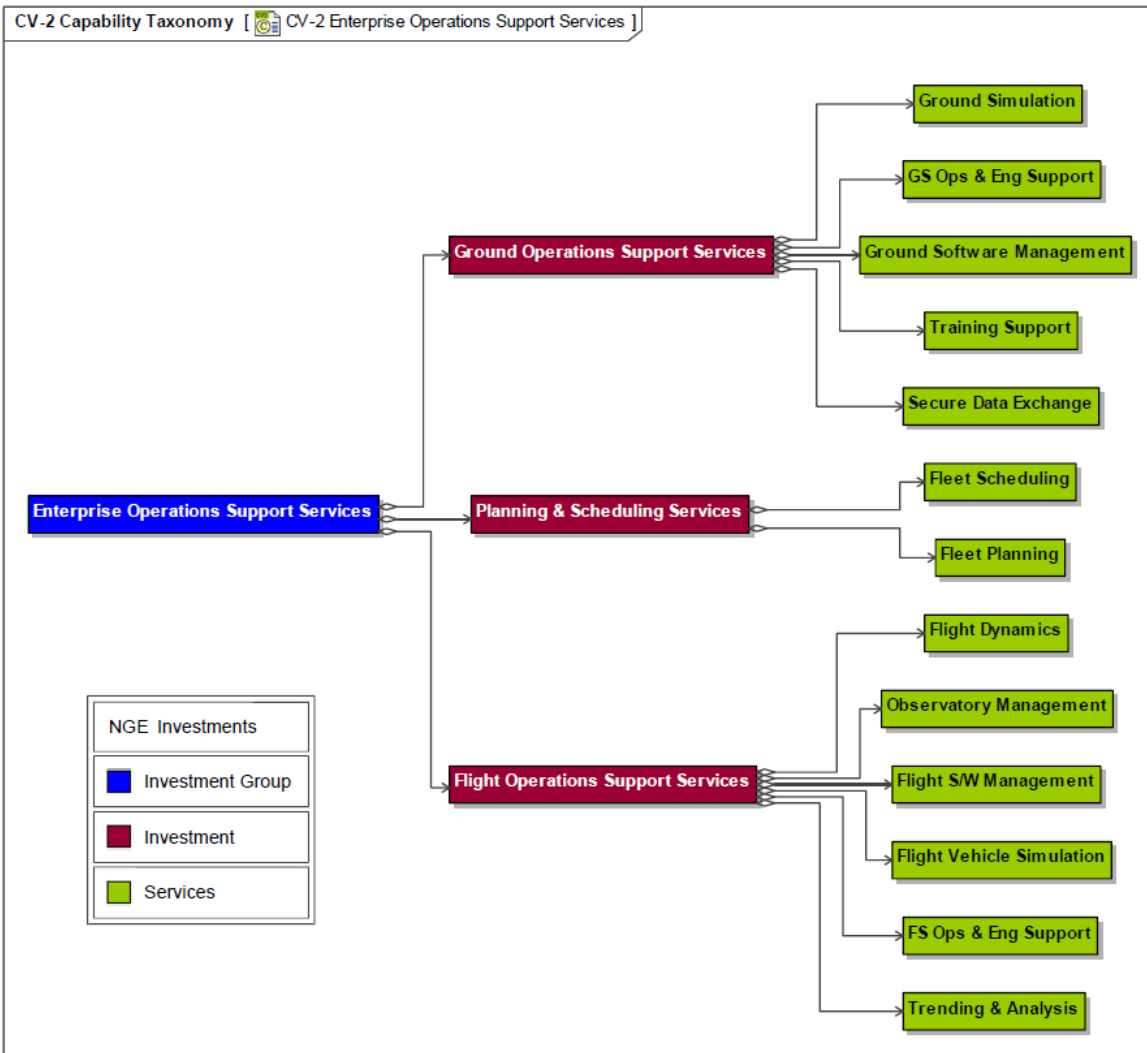 CV-2 Capability Taxonomy [ CV-2 Enterprise Operations Support Services ]
Ground Simulation
GS Ops & Eng Support
Ground Operations Support Services
Ground Software Management
Training Support
Secure Data Exchange
Fleet Scheduling
Enterprise Operations Support Services
Planning & Scheduling Services
Fleet Planning
Flight Dynamics
Observatory Management
Flight Operations Support Services
Flight S/W Management
Flight Vehicle Simulation
FS Ops & Eng Support
Trending & Analysis
NGE Investments
Investment Group
Investment
Services